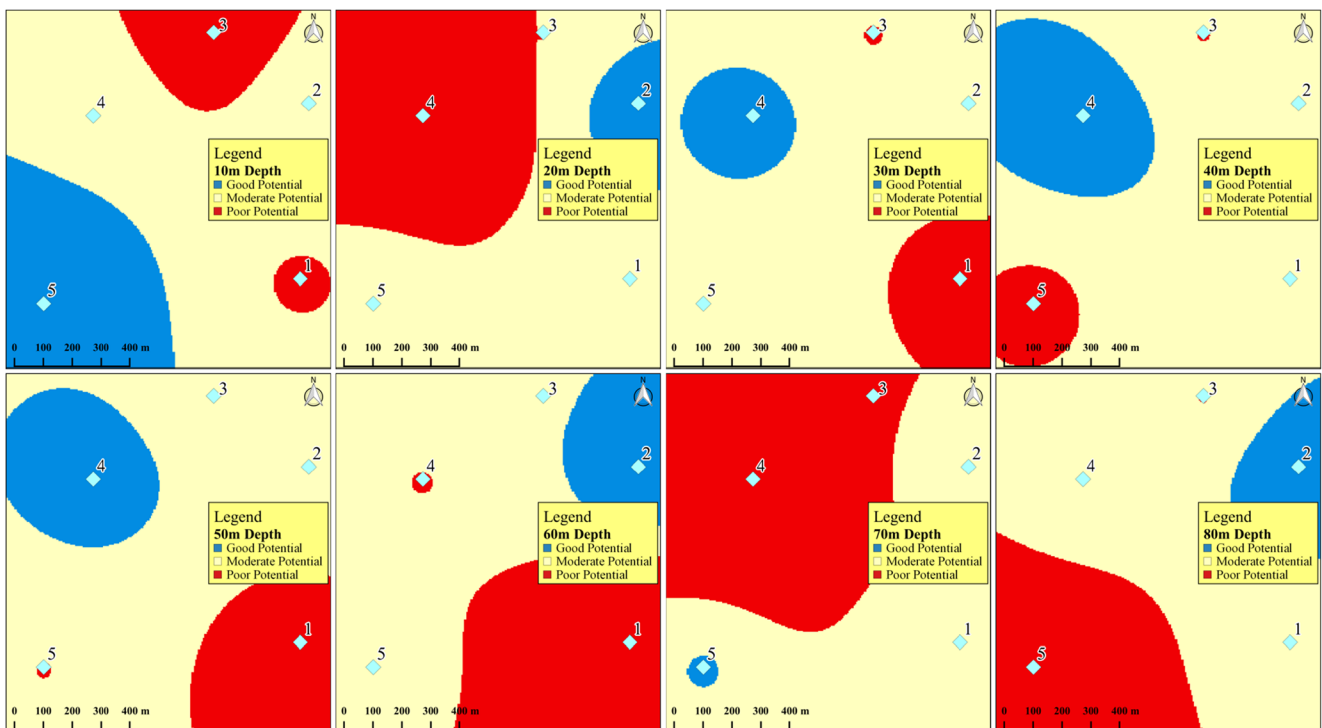 N
3
2
4
Legend
10m Depth
Good Potential
Moderate Potential
Poor Potential
1
5
0 100 200 300 400 m
N
3
2
4
Legend
20m Depth
Good Potential
Moderate Potential
Poor Potential
1
5
0 100 200 300 400 m
N
3
2
4
Legend
30m Depth
Good Potential
Moderate Potential
Poor Potential
1
5
0 100 200 300 400 m
N
3
2
4
Legend
40m Depth
Good Potential
Moderate Potential
Poor Potential
1
5
0 100 200 300 400 m
N
3
2
4
Legend
50m Depth
Good Potential
Moderate Potential
Poor Potential
1
5
0 100 200 300 400 m
N
3
2
4
Legend
60m Depth
Good Potential
Moderate Potential
Poor Potential
1
5
0 100 200 300 400 m
N
3
2
4
Legend
70m Depth
Good Potential
Moderate Potential
Poor Potential
1
5
0 100 200 300 400 m
N
3
2
4
Legend
80m Depth
Good Potential
Moderate Potential
Poor Potential
1
5
0 100 200 300 400 m